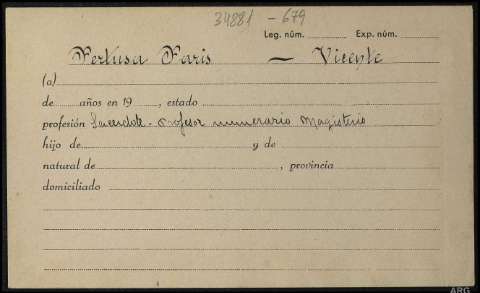 34881 - 679
Leg. núm. Exp. núm.
Pertusa Paris — Vicente
(a)
de años en 19 , estado
profesión Sacerdote - Profesor numerario Magisterio
hijo de y de
natural de , provincia
domiciliado
ARG